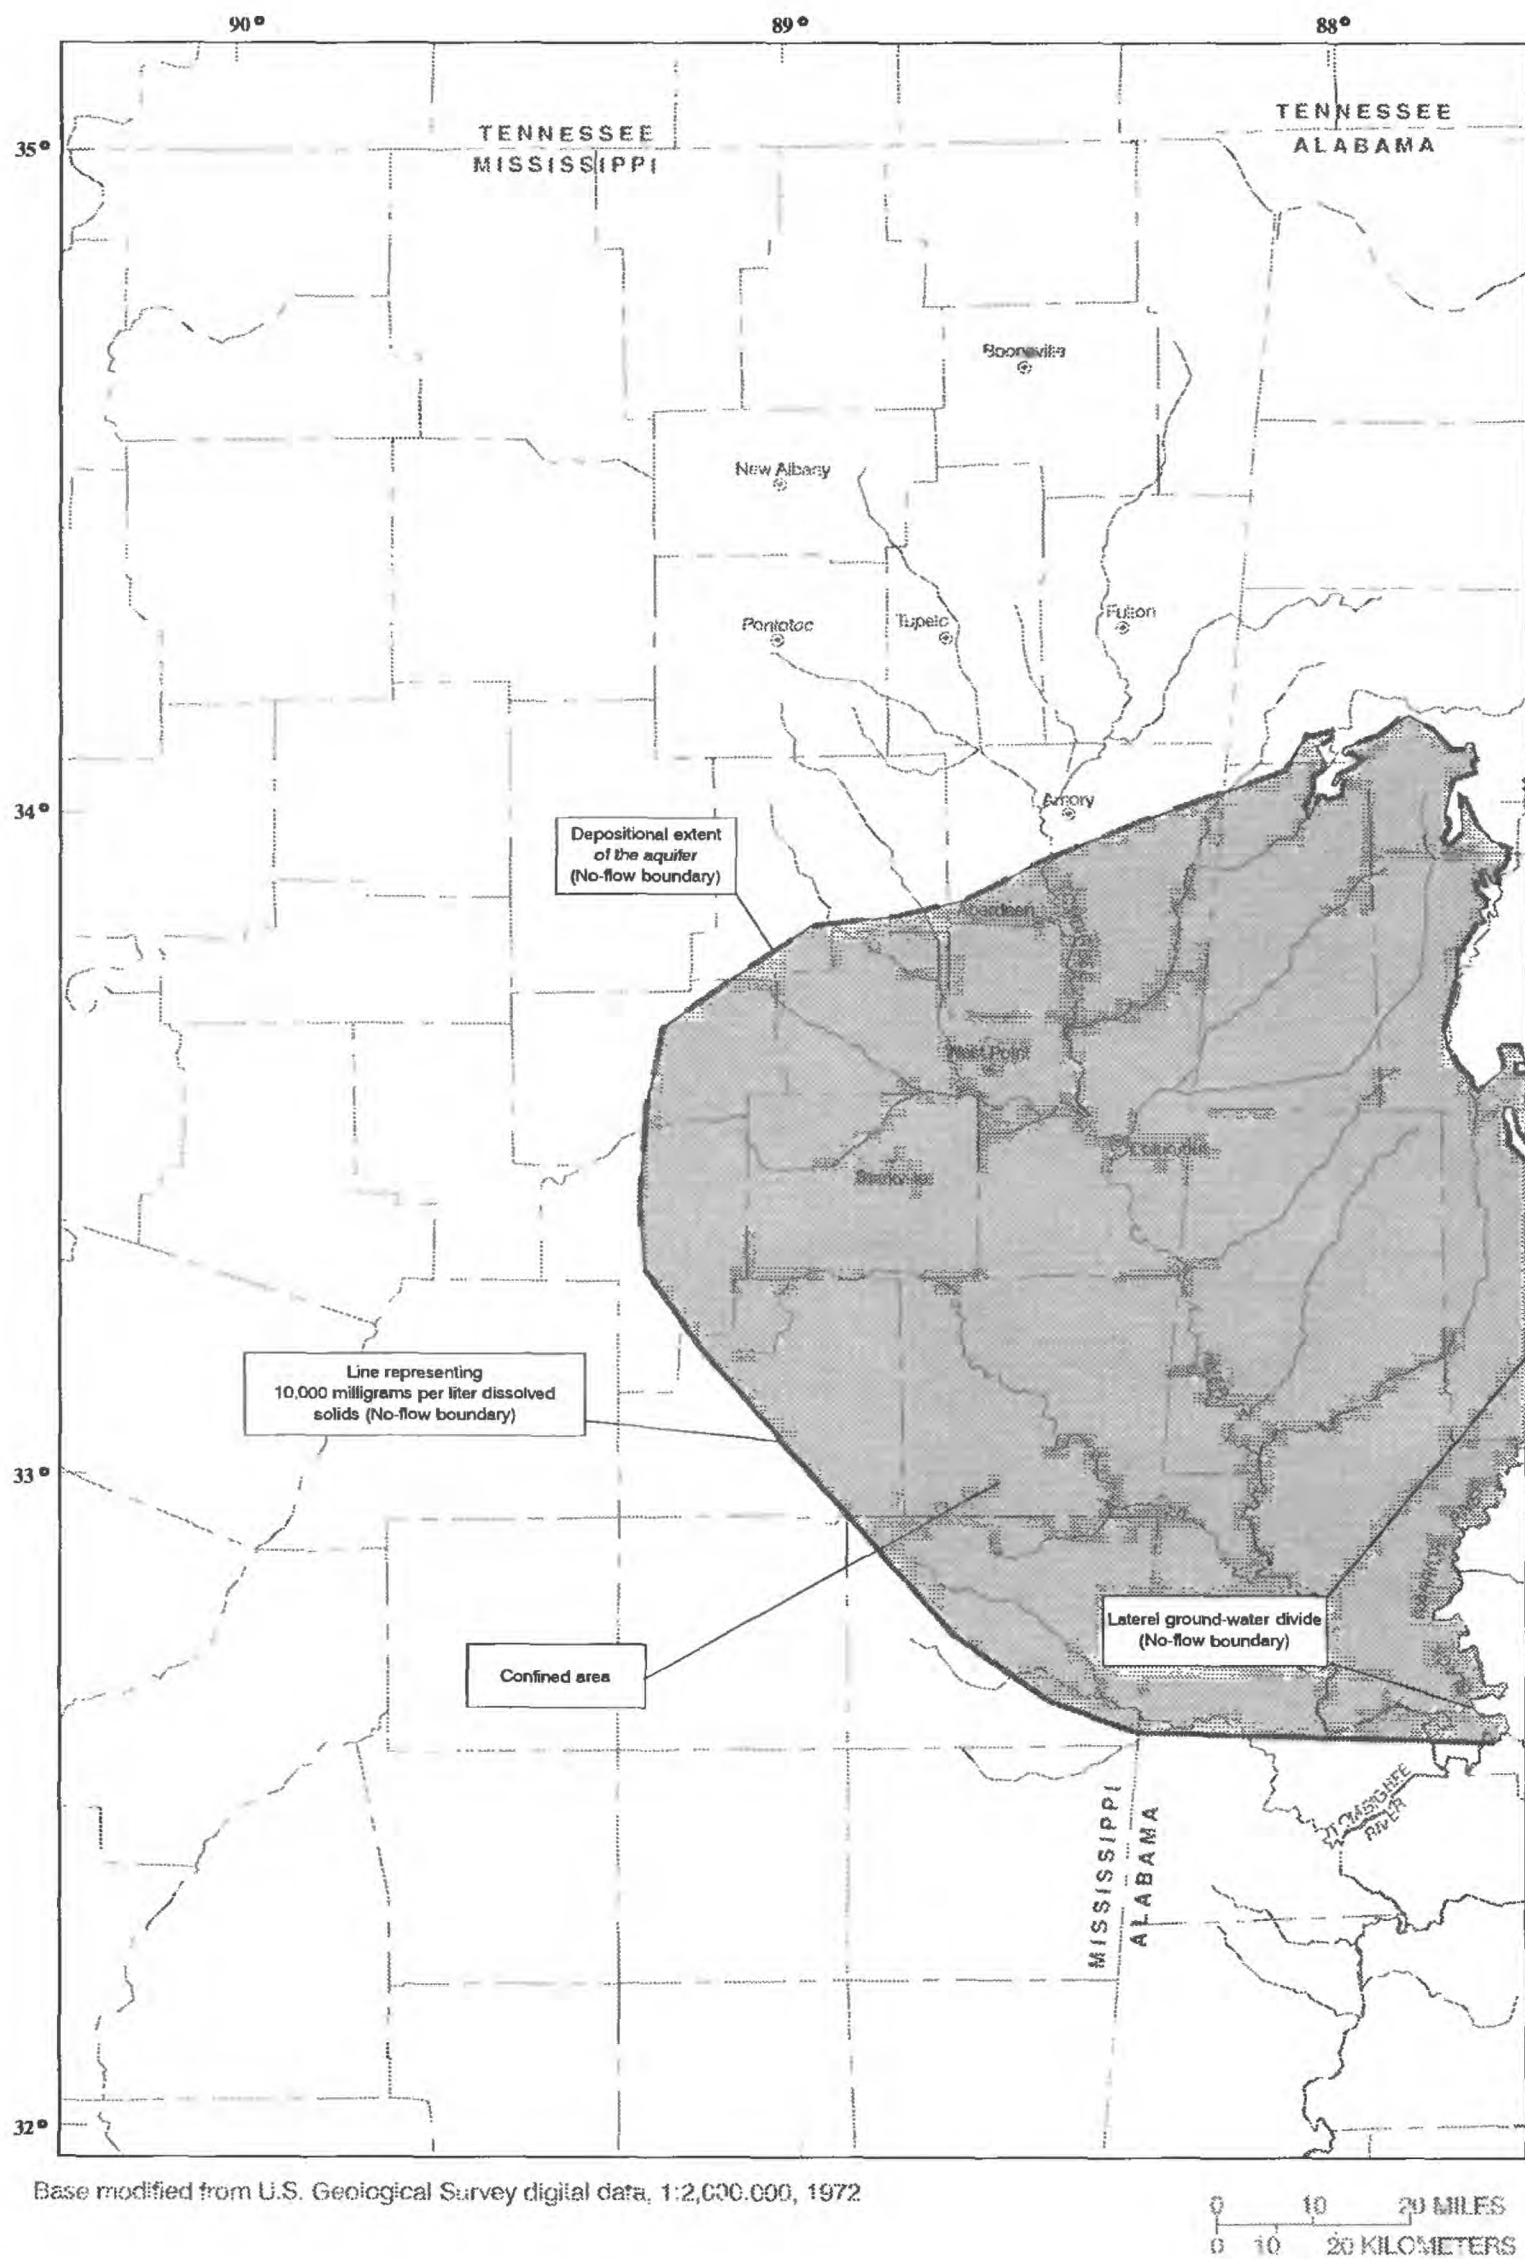 90° 89° 88°
TENNESSEE
MISSISSIPPI
TENNESSEE
ALABAMA
35°
Booneville
New Albany
Pontotoc
Tupelo
Fulton
34°
Amory
Depositional extent
of the aquifer
(No-flow boundary)
Aberdeen
West Point
Columbus
Starkville
Line representing
10,000 milligrams per liter dissolved
solids (No-flow boundary)
33°
Laterel ground-water divide
(No-flow boundary)
Confined area
TOMBIGBEE
RIVER
MISSISSIPPI
ALABAMA
32°
Base modified from U.S. Geological Survey digital data, 1:2,000.000, 1972
0 10 20 MILES
0 10 20 KILOMETERS